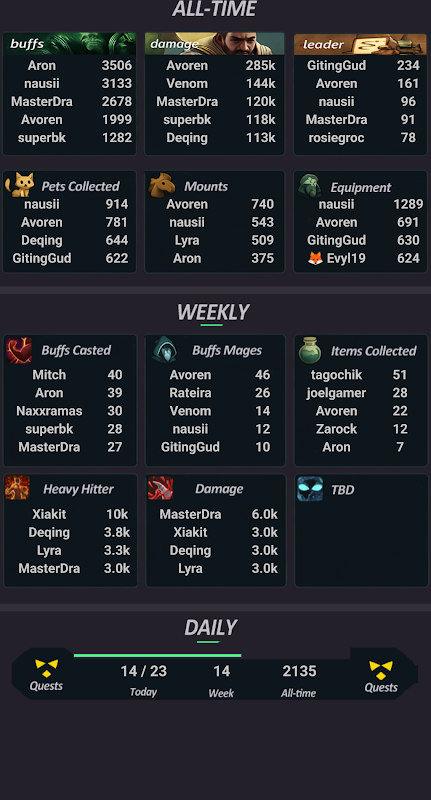 ALL-TIME
buffs
Aron 3506
nausii 3133
MasterDra 2678
Avoren 1999
superbk 1282
damage
Avoren 285k
Venom 144k
MasterDra 120k
superbk 118k
Deqing 113k
leader
GitingGud 234
Avoren 161
nausii 96
MasterDra 91
rosiegroc 78
Pets Collected
nausii 914
Avoren 781
Deqing 644
GitingGud 622
Mounts
Avoren 740
nausii 543
Lyra 509
Aron 375
Equipment
nausii 1289
Avoren 691
GitingGud 630
🦊 Evyl19 624
WEEKLY
Buffs Casted
Mitch 40
Aron 39
Naxxramas 30
superbk 28
MasterDra 27
Buffs Mages
Avoren 46
Rateira 26
Venom 14
nausii 12
GitingGud 10
Items Collected
tagochik 51
joelgamer 28
Avoren 22
Zarock 12
Aron 7
Heavy Hitter
Xiakit 10k
Deqing 3.8k
Lyra 3.3k
MasterDra 3.0k
Damage
MasterDra 6.0k
Xiakit 3.0k
Deqing 3.0k
Lyra 3.0k
TBD
DAILY
Quests
14 / 23
Today
14
Week
2135
All-time
Quests